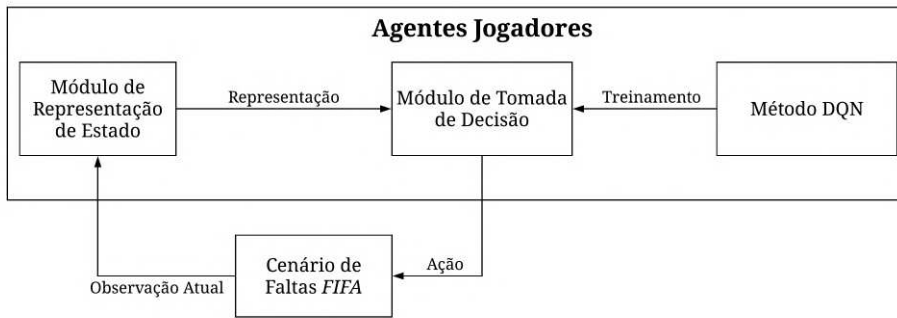 Agentes Jogadores
Módulo de
Representação
de Estado
Representação
Módulo de Tomada
de Decisão
Treinamento
Método DQN
Observação Atual
Cenário de
Faltas FIFA
Ação